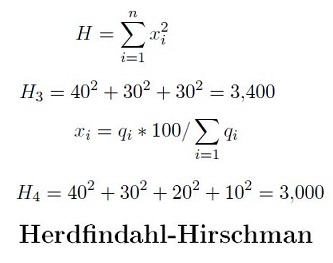 H = \sum_{i=1}^{n} x_i^2
H_3 = 40^2 + 30^2 + 30^2 = 3,400
x_i = q_i * 100/ \sum_{i=1} q_i
H_4 = 40^2 + 30^2 + 20^2 + 10^2 = 3,000
Herdfindahl-Hirschman